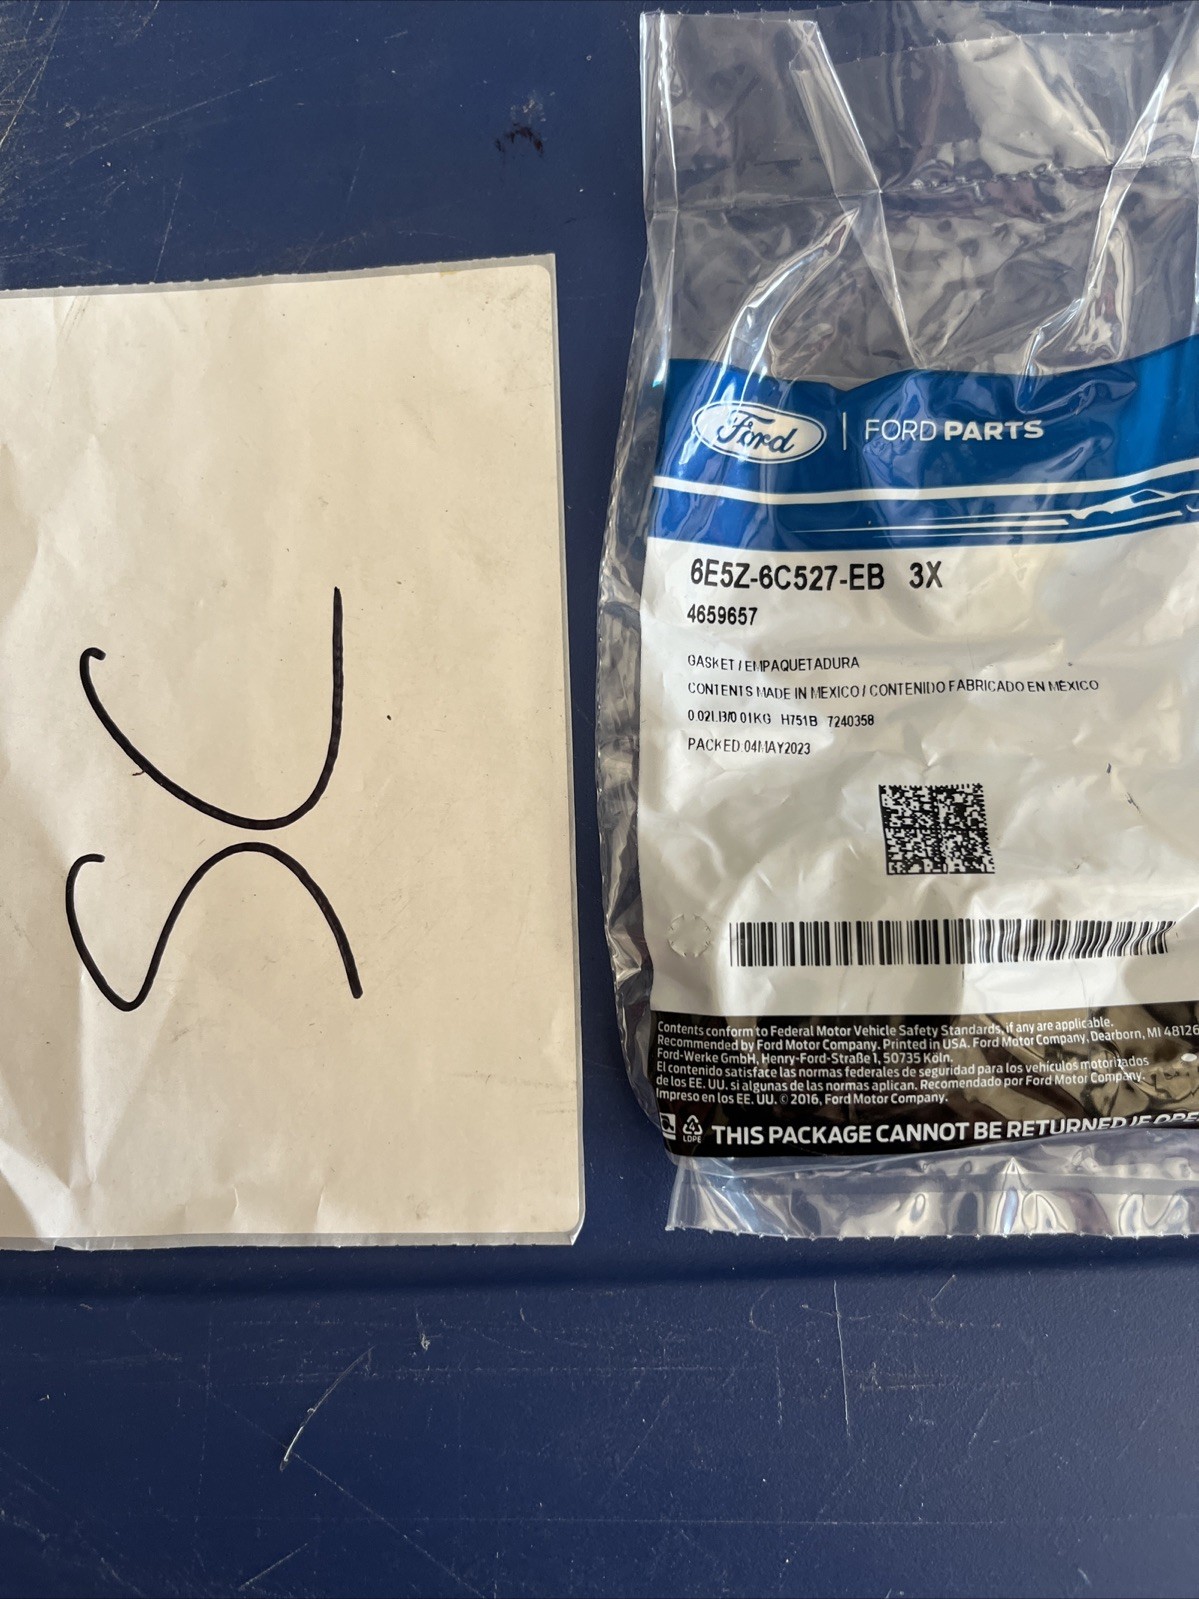 SC
Ford | FORD PARTS
6E5Z-6C527-EB 3X
4659657
GASKET / EMPAQUETADURA
CONTENTS MADE IN MEXICO / CONTENIDO FABRICADO EN MÉXICO
0.02LB/0.01KG H751B 7240358
PACKED:04MAY2023
Contents conform to Federal Motor Vehicle Safety Standards, if any are applicable.
Recommended by Ford Motor Company. Printed in USA. Ford Motor Company, Dearborn, MI 48126
Ford-Werke GmbH, Henry-Ford-Straße 1, 50735 Köln.
El contenido satisface las normas federales de seguridad para los vehículos motorizados
de los EE. UU. si algunas de las normas aplican. Recomendado por Ford Motor Company.
Impreso en los EE. UU. © 2016, Ford Motor Company.
4
LDPE
THIS PACKAGE CANNOT BE RETURNED IF OPE